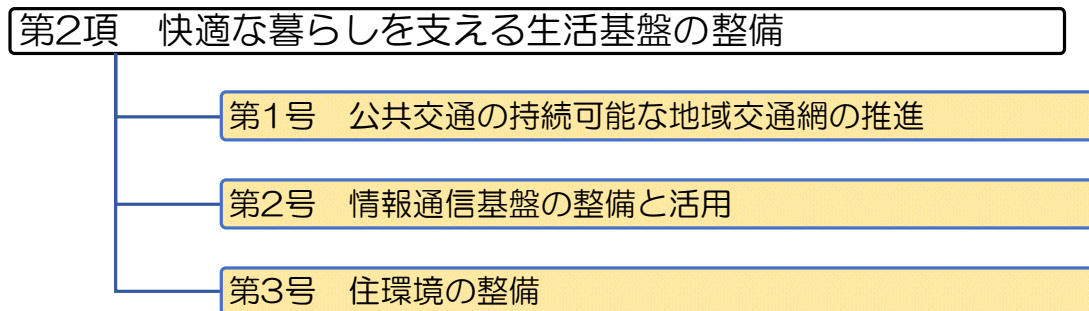 第2項　快適な暮らしを支える生活基盤の整備
第1号　公共交通の持続可能な地域交通網の推進
第2号　情報通信基盤の整備と活用
第3号　住環境の整備